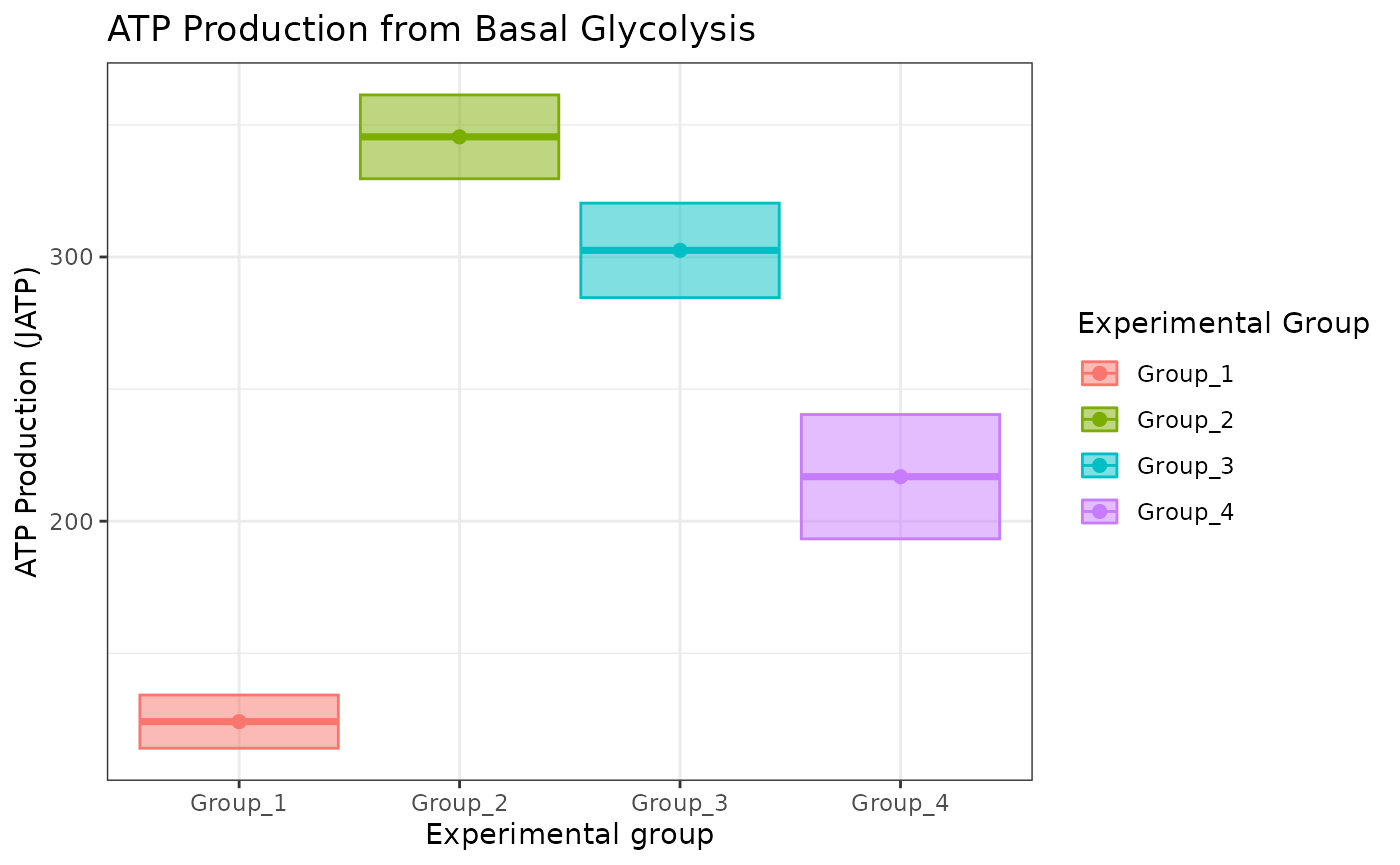 ATP Production from Basal Glycolysis
ATP Production (JATP)
300
200
Group_1
Group_2
Group_3
Group_4
Experimental group
Experimental Group
Group_1
Group_2
Group_3
Group_4